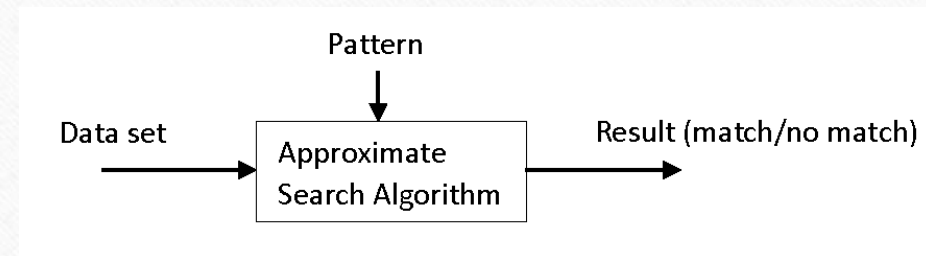 Pattern
Data set
Approximate
Search Algorithm
Result (match/no match)